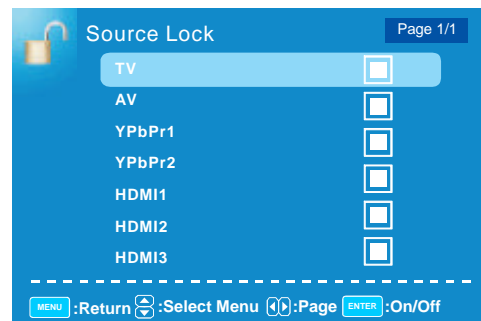 Source Lock
Page 1/1
TV
AV
YPbPr1
YPbPr2
HDMI1
HDMI2
HDMI3
MENU :Return :Select Menu :Page ENTER :On/Off